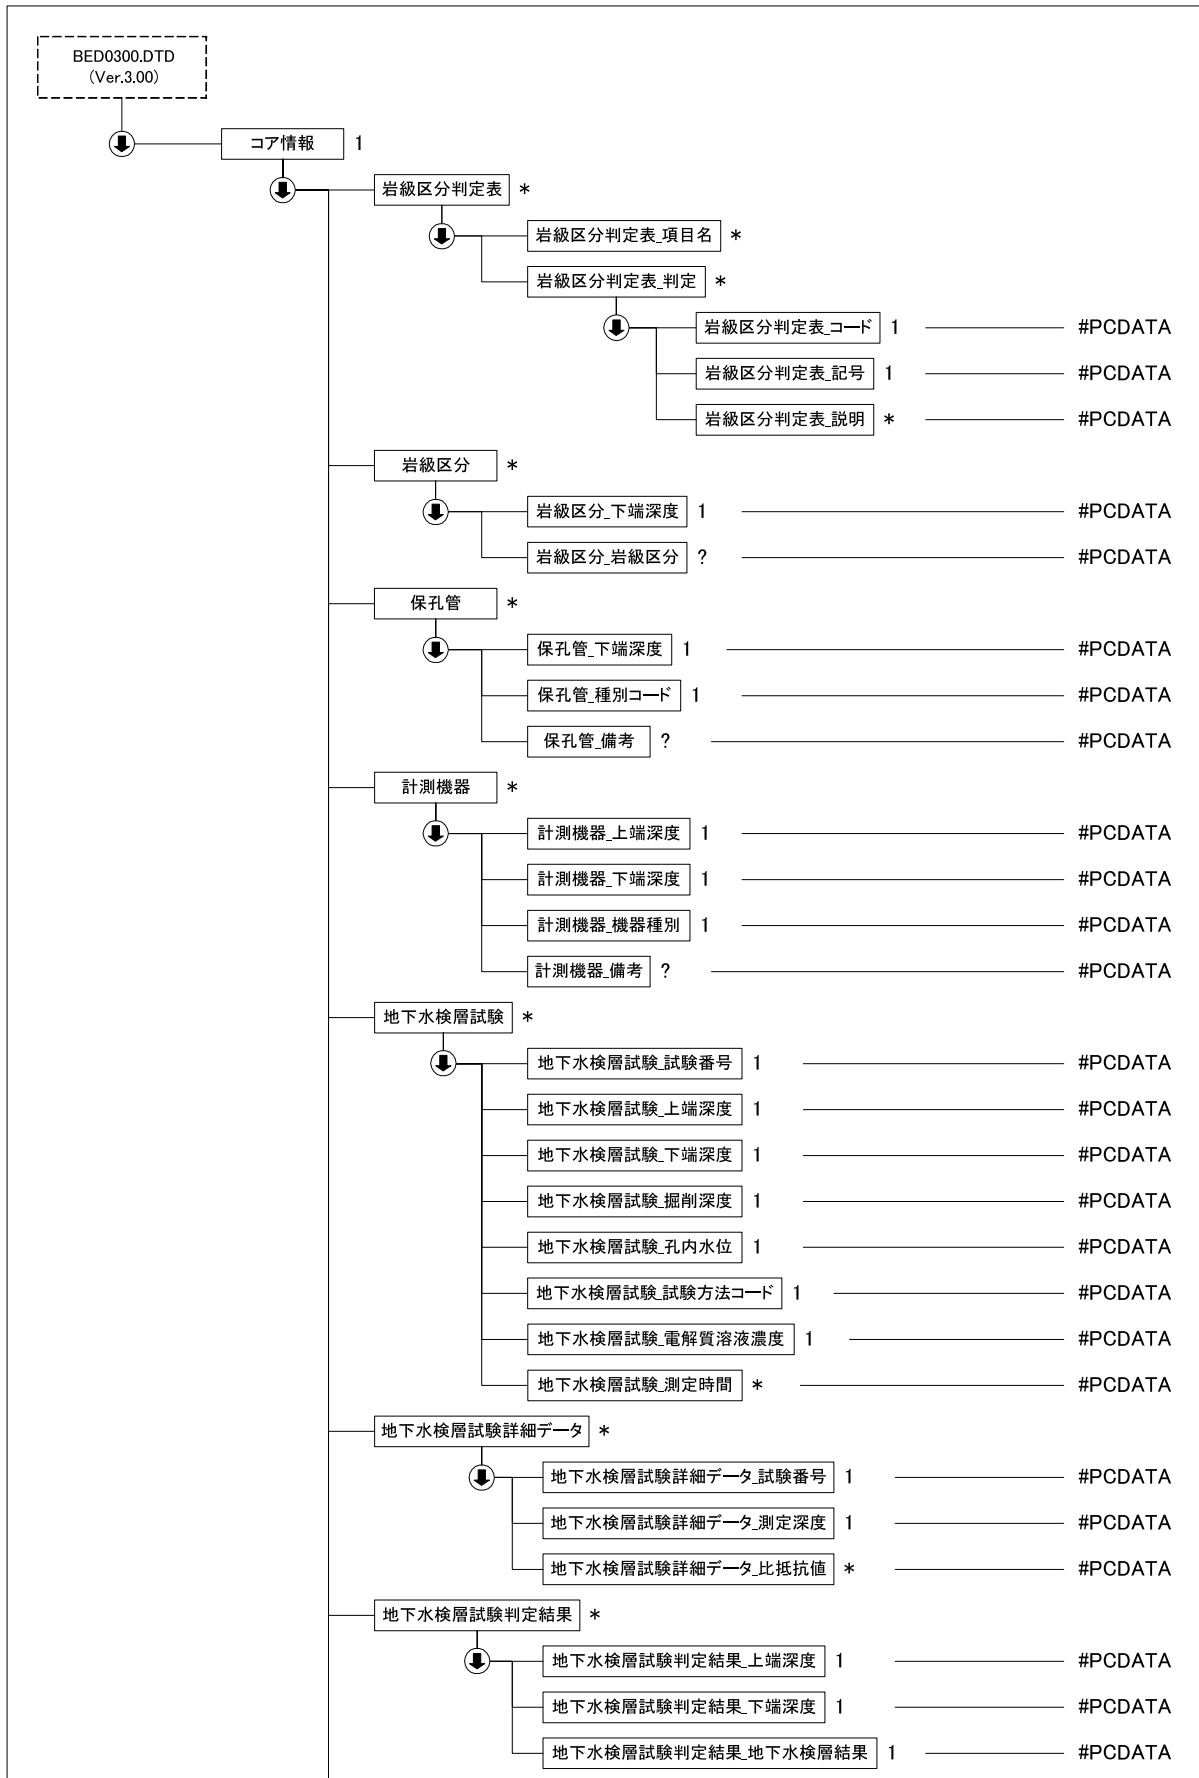 BED0300.DTD
(Ver.3.00)
コア情報 1
岩級区分判定表 *
岩級区分判定表_項目名 *
岩級区分判定表_判定 *
岩級区分判定表_コード 1 #PCDATA
岩級区分判定表_記号 1 #PCDATA
岩級区分判定表_説明 * #PCDATA
岩級区分 *
岩級区分_下端深度 1 #PCDATA
岩級区分_岩級区分 ? #PCDATA
保孔管 *
保孔管_下端深度 1 #PCDATA
保孔管_種別コード 1 #PCDATA
保孔管_備考 ? #PCDATA
計測機器 *
計測機器_上端深度 1 #PCDATA
計測機器_下端深度 1 #PCDATA
計測機器_機器種別 1 #PCDATA
計測機器_備考 ? #PCDATA
地下水検層試験 *
地下水検層試験_試験番号 1 #PCDATA
地下水検層試験_上端深度 1 #PCDATA
地下水検層試験_下端深度 1 #PCDATA
地下水検層試験_掘削深度 1 #PCDATA
地下水検層試験_孔内水位 1 #PCDATA
地下水検層試験_試験方法コード 1 #PCDATA
地下水検層試験_電解質溶液濃度 1 #PCDATA
地下水検層試験_測定時間 * #PCDATA
地下水検層試験詳細データ *
地下水検層試験詳細データ_試験番号 1 #PCDATA
地下水検層試験詳細データ_測定深度 1 #PCDATA
地下水検層試験詳細データ_比抵抗値 * #PCDATA
地下水検層試験判定結果 *
地下水検層試験判定結果_上端深度 1 #PCDATA
地下水検層試験判定結果_下端深度 1 #PCDATA
地下水検層試験判定結果_地下水検層結果 1 #PCDATA